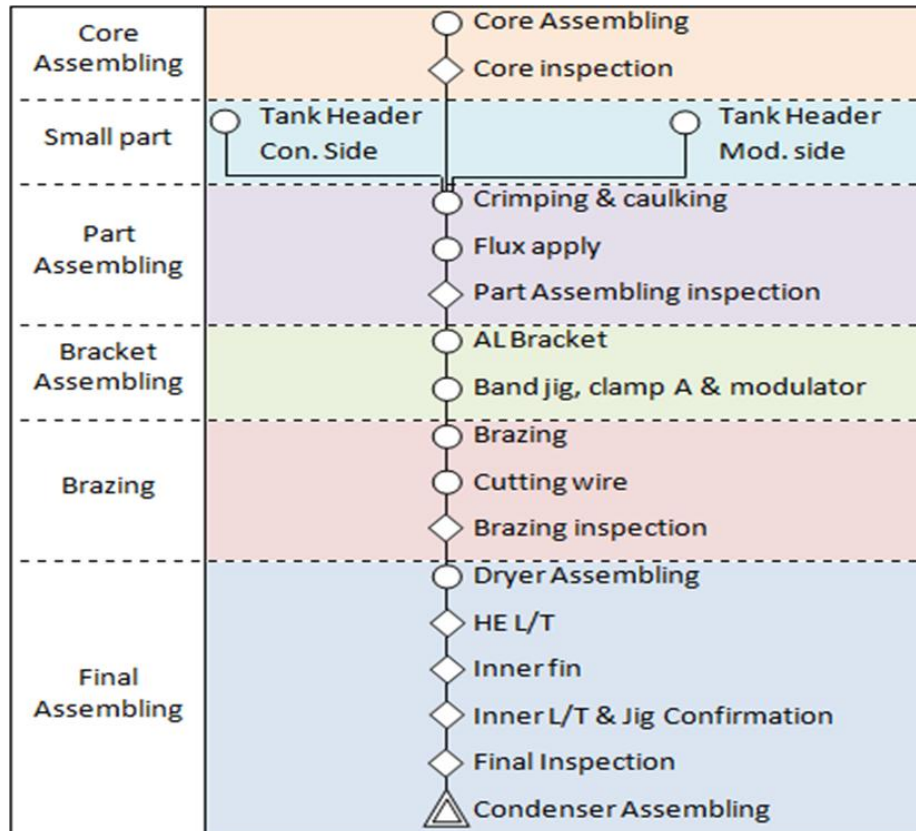 Core
Assembling
Core Assembling
Core inspection
Small part
Tank Header
Con. Side
Tank Header
Mod. side
Part
Assembling
Crimping & caulking
Flux apply
Part Assembling inspection
Bracket
Assembling
AL Bracket
Band jig, clamp A & modulator
Brazing
Brazing
Cutting wire
Brazing inspection
Final
Assembling
Dryer Assembling
HE L/T
Inner fin
Inner L/T & Jig Confirmation
Final Inspection
Condenser Assembling